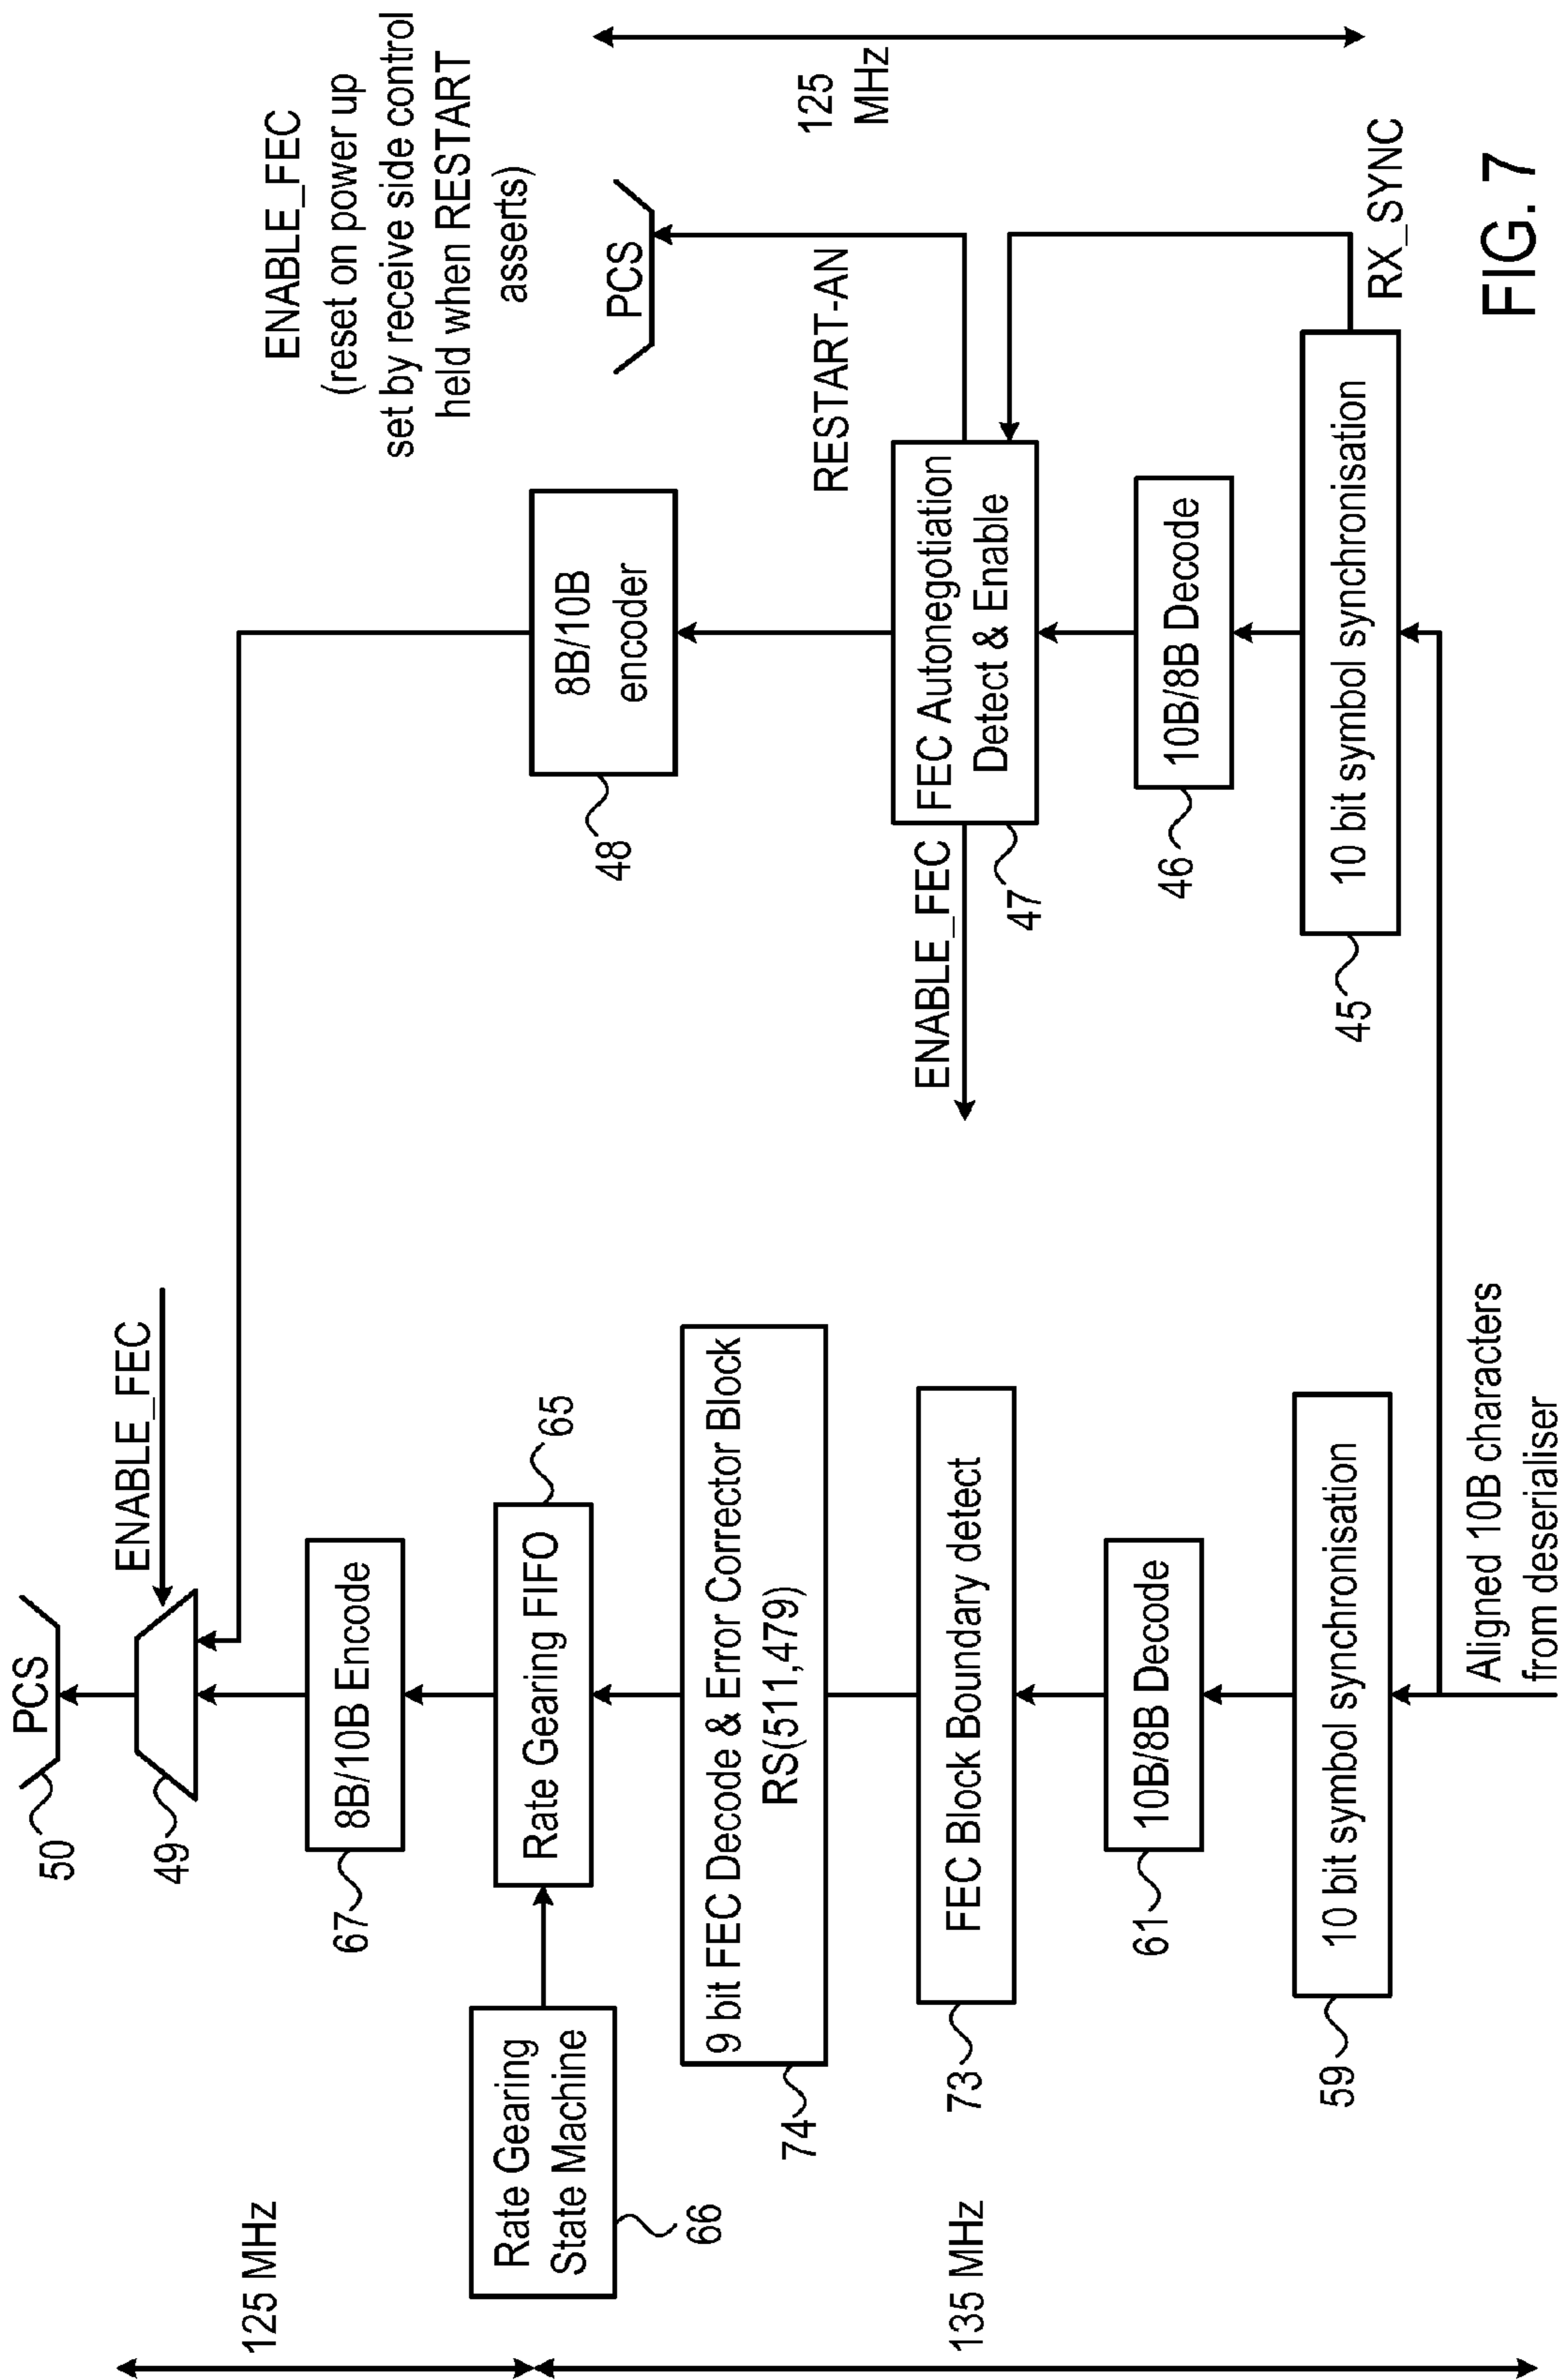 50
PCS
49
ENABLE_FEC
ENABLE_FEC
(reset on power up
set by receive side control
held when RESTART
asserts)
125 MHz
67
8B/10B Encode
8B/10B
encoder
48
PCS
125
MHz
Rate Gearing
State Machine
66
Rate Gearing FIFO
65
RESTART-AN
9 bit FEC Decode & Error Corrector Block
RS(511,479)
74
ENABLE_FEC
FEC Autonegotiation
Detect & Enable
47
135 MHz
FEC Block Boundary detect
73
10B/8B Decode
61
10B/8B Decode
46
10 bit symbol synchronisation
59
10 bit symbol synchronisation
45
RX_SYNC
Aligned 10B characters
from deserialiser
FIG. 7